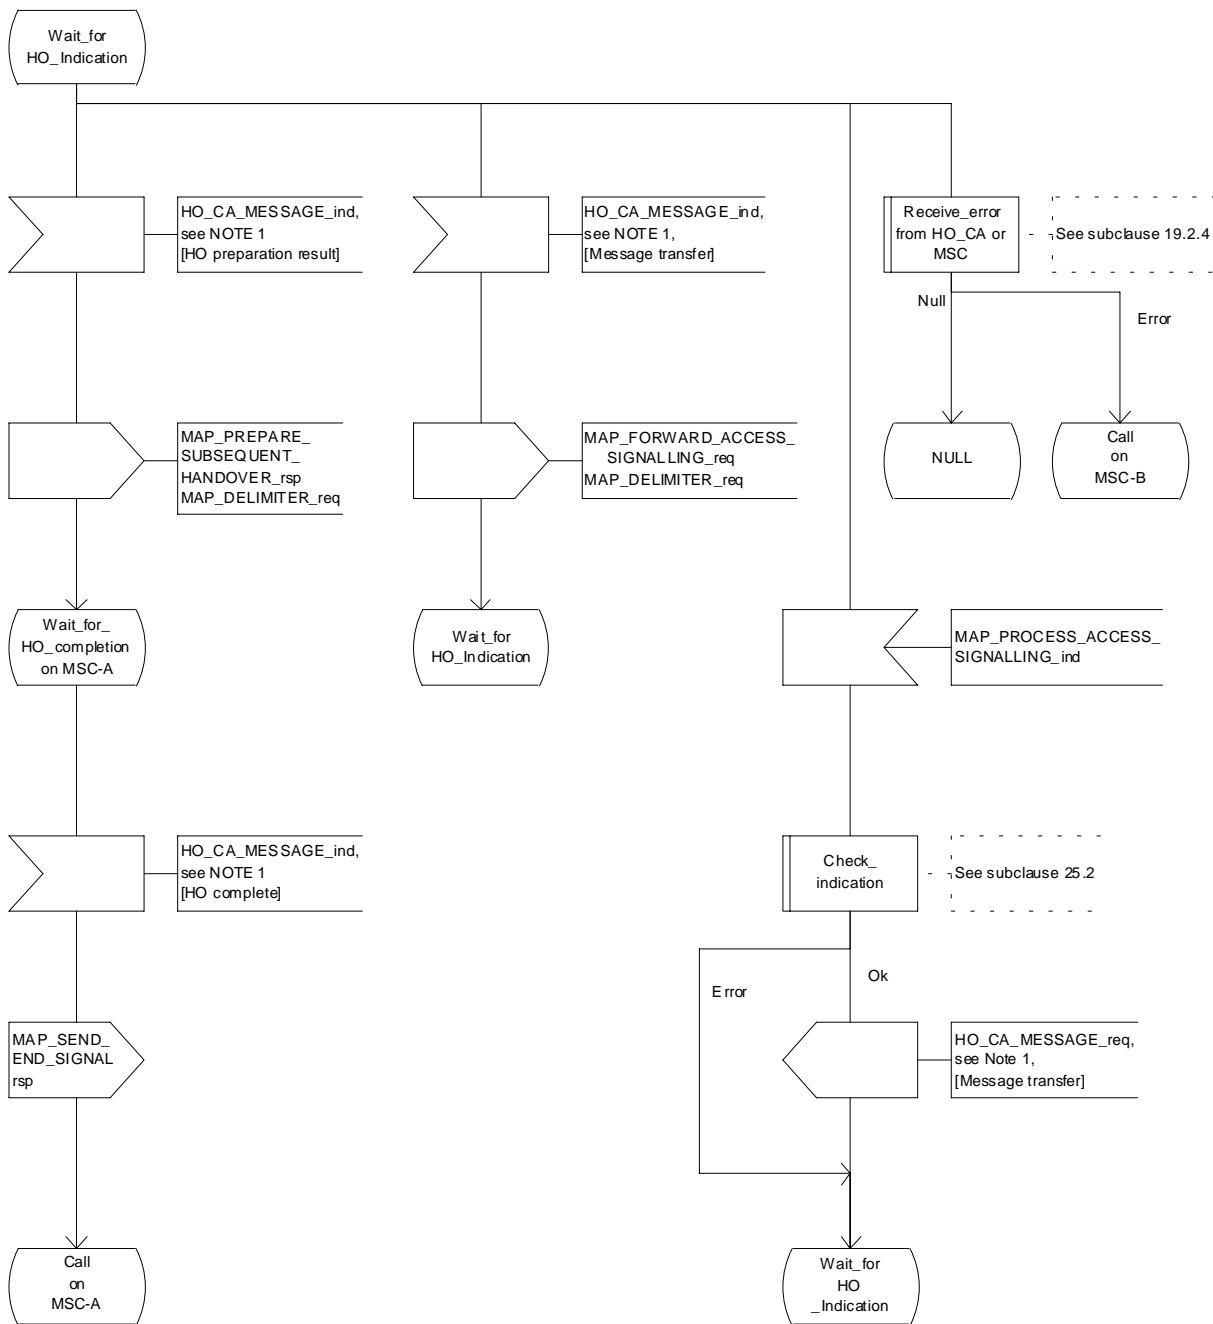 Wait_for
HO_Indication
HO_CA_MESSAGE_ind,
see NOTE 1
[HO preparation result]
HO_CA_MESSAGE_ind,
see NOTE 1,
[Message transfer]
Receive_error
from HO_CA or
MSC
See subclause 19.2.4
Null
Error
MAP_PREPARE_
SUBSEQUENT_
HANDOVER_rsp
MAP_DELIMITER_req
MAP_FORWARD_ACCESS_
SIGNALLING_req
MAP_DELIMITER_req
NULL
Call
on
MSC-B
Wait_for_
HO_completion
on MSC-A
Wait_for
HO_Indication
MAP_PROCESS_ACCESS_
SIGNALLING_ind
HO_CA_MESSAGE_ind,
see NOTE 1
[HO complete]
Check_
indication
See subclause 25.2
Error
Ok
MAP_SEND_
END_SIGNAL
rsp
HO_CA_MESSAGE_req,
see Note 1,
[Message transfer]
Call
on
MSC-A
Wait_for
HO
_Indication